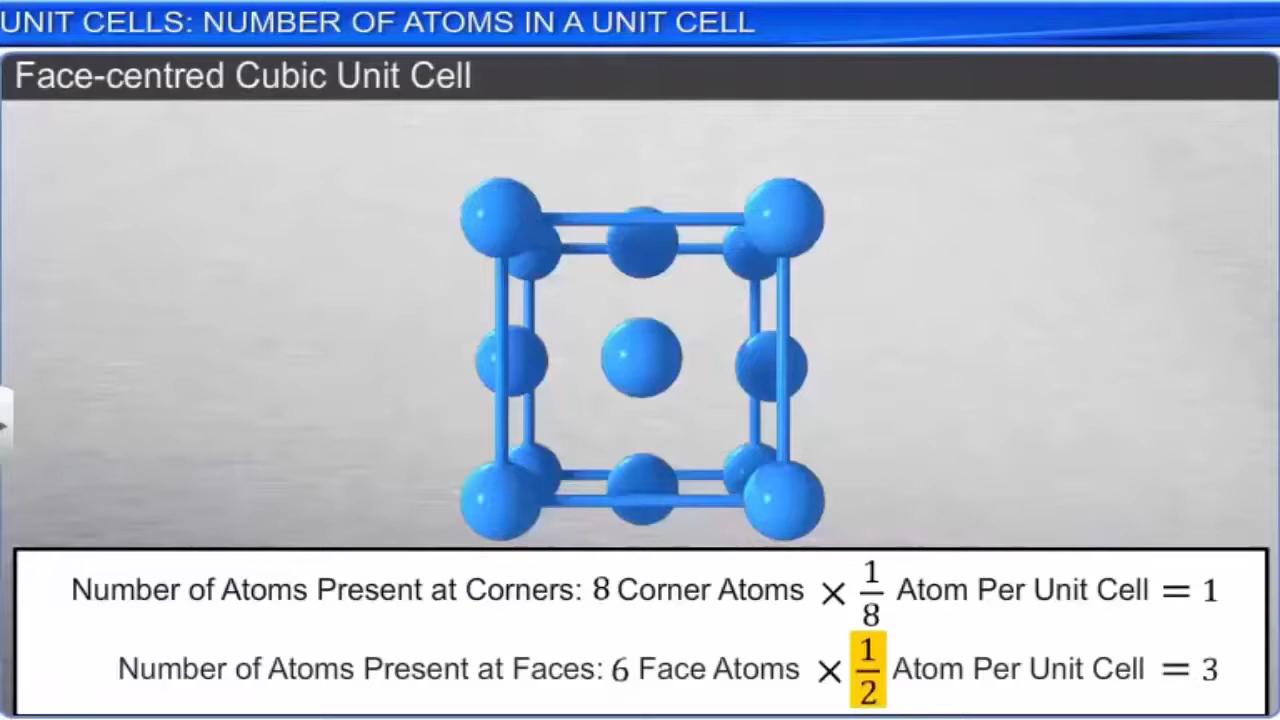 UNIT CELLS: NUMBER OF ATOMS IN A UNIT CELL
Face-centred Cubic Unit Cell
Number of Atoms Present at Corners: 8 Corner Atoms × 1/8 Atom Per Unit Cell = 1
Number of Atoms Present at Faces: 6 Face Atoms × 1/2 Atom Per Unit Cell = 3